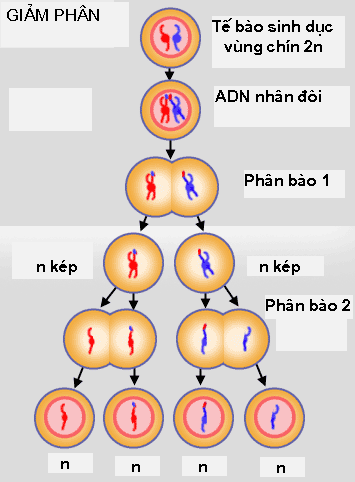 GIẢM PHÂN
Tế bào sinh dục
vùng chín 2n
ADN nhân đôi
Phân bào 1
n kép
n kép
Phân bào 2
n
n
n
n